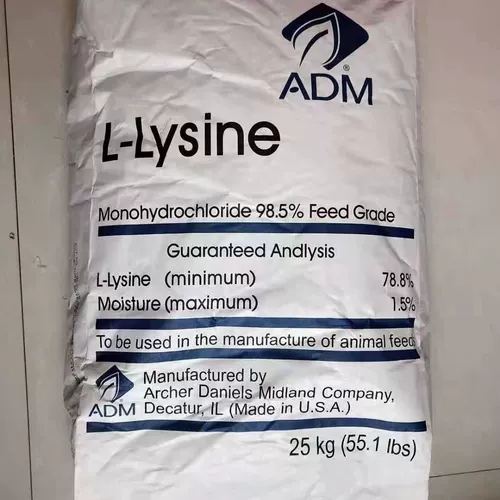 ADM
L-Lysine
Monohydrochloride 98.5% Feed Grade
Guaranteed Andlysis
L-Lysine (minimum) 78.8%
Moisture (maximum) 1.5%
To be used in the manufacture of animal feed
Manufactured by
Archer Daniels Midland Company,
ADM Decatur, IL (Made in U.S.A.)
25 kg (55.1 lbs)